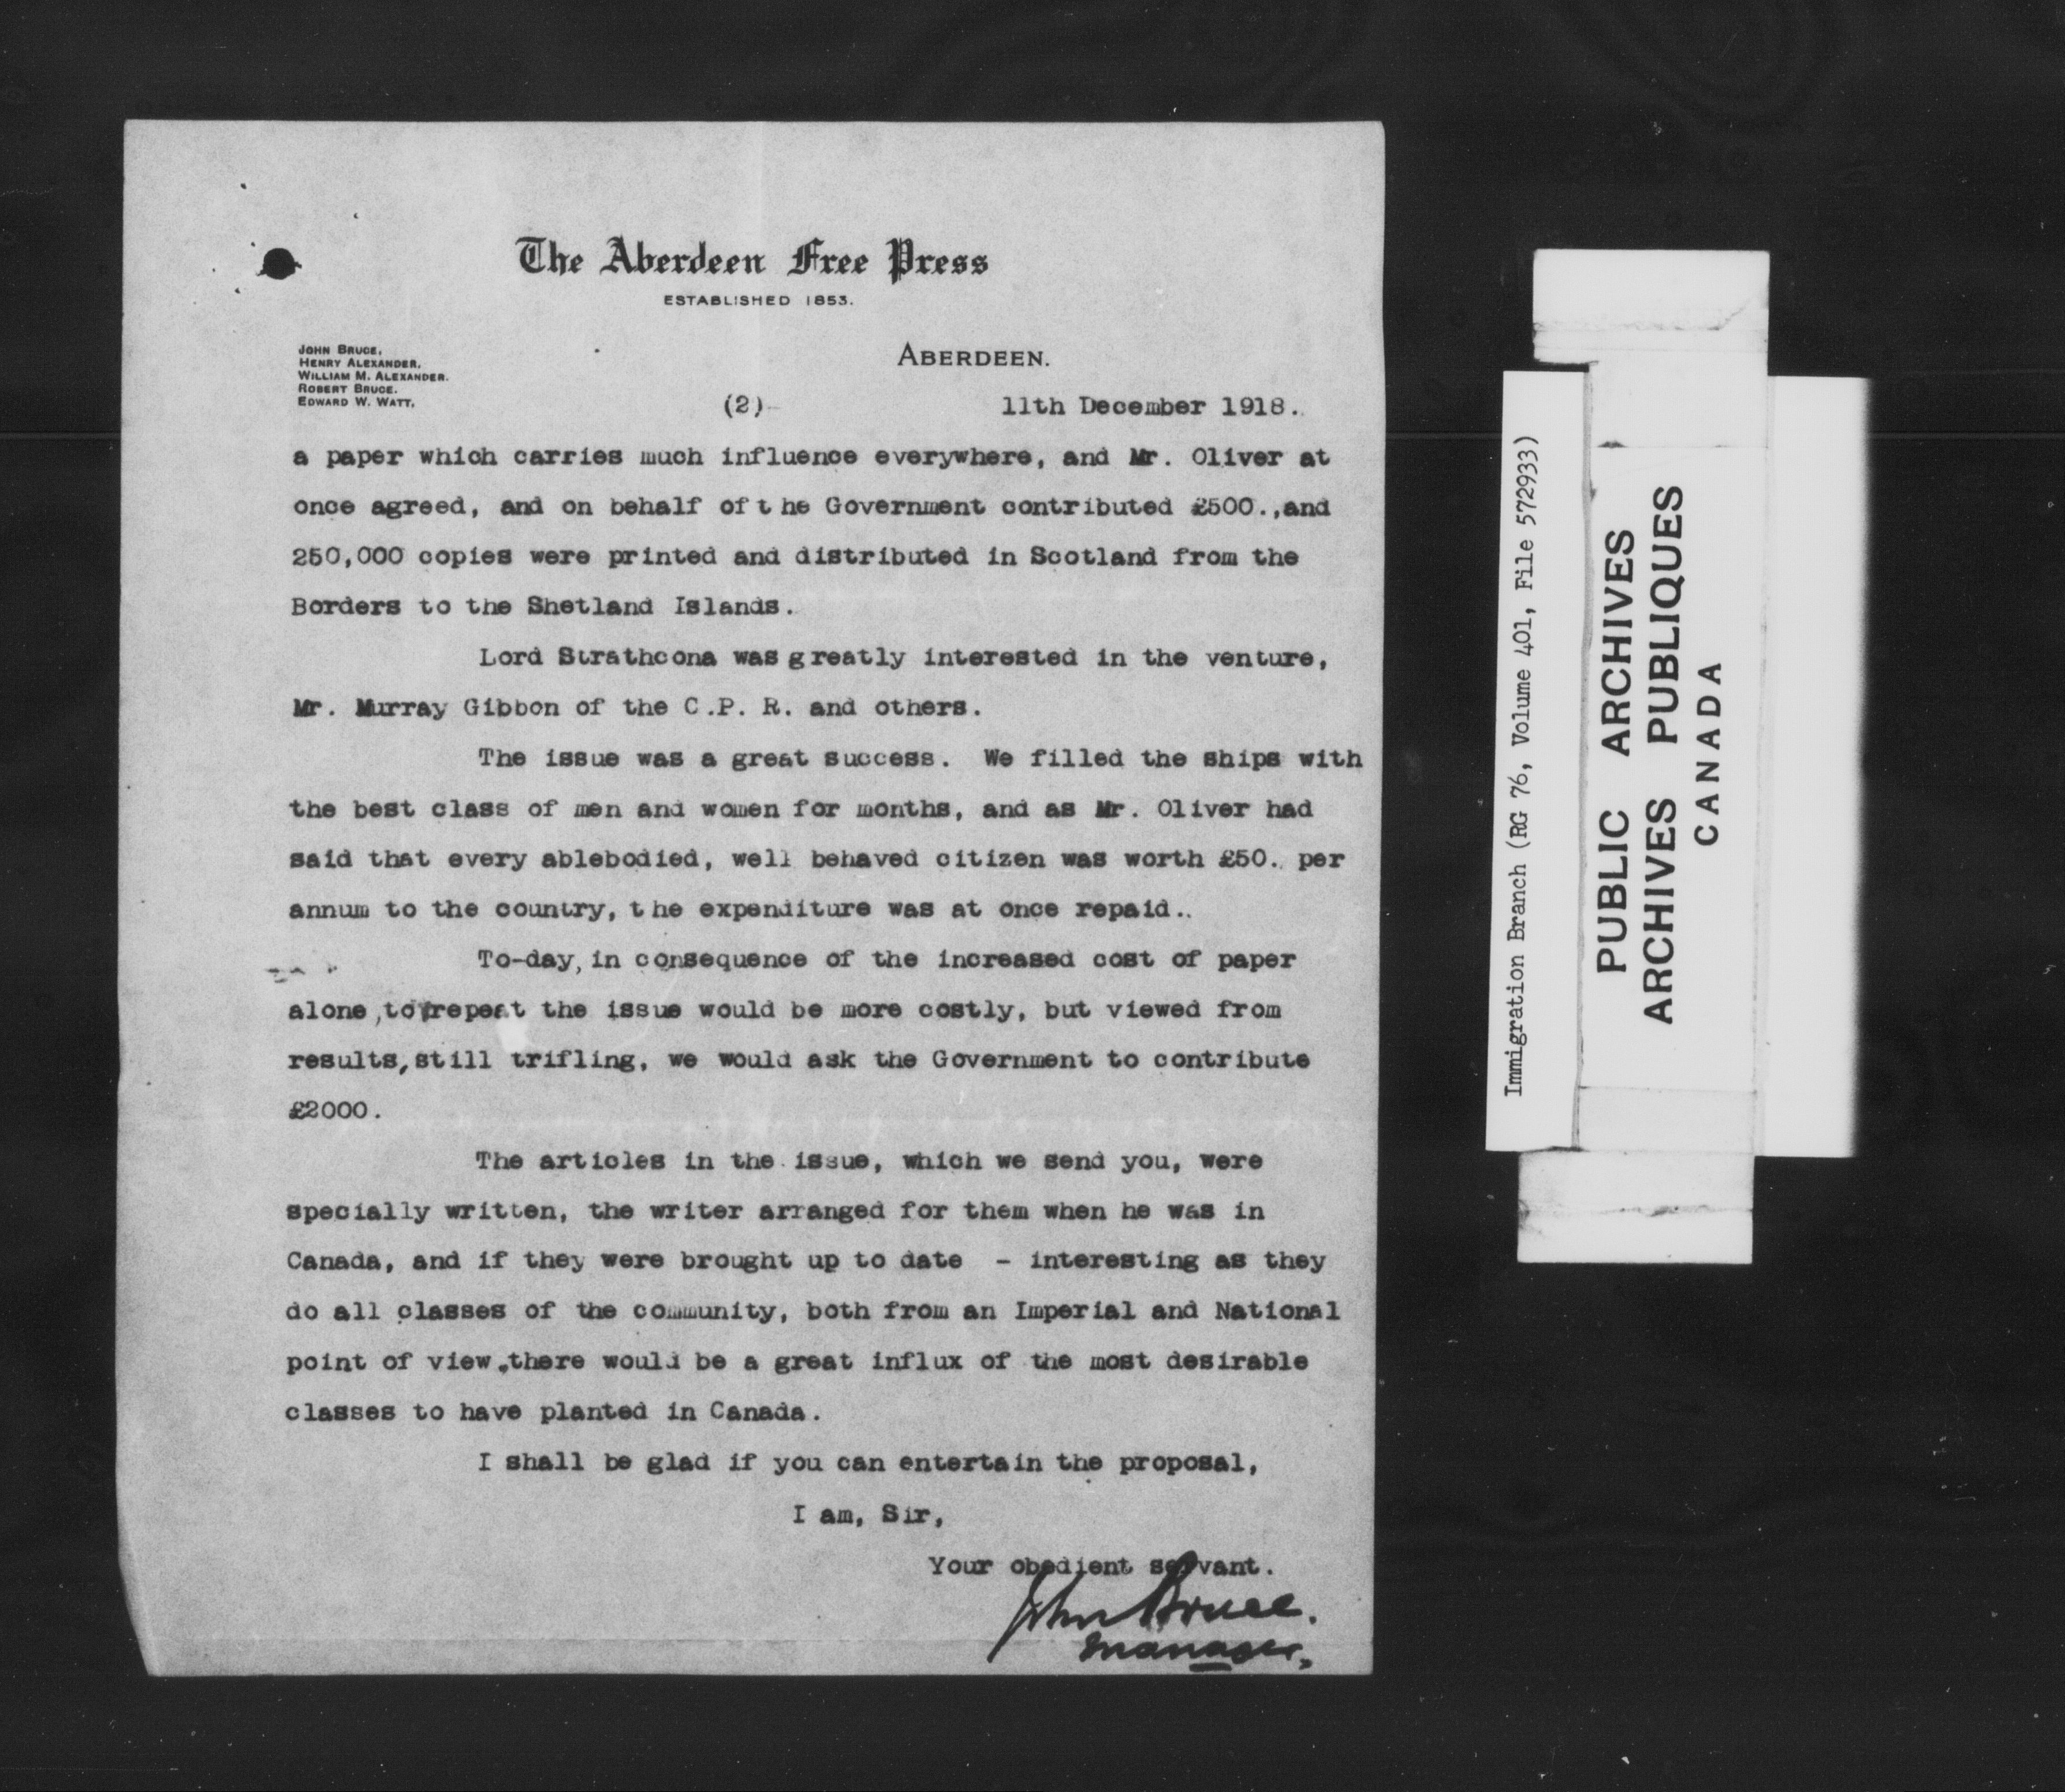 The Aberdeen Free Press
ESTABLISHED 1853.
JOHN BRUCE,
HENRY ALEXANDER,
WILLIAM M. ALEXANDER.
ROBERT BRUCE.
EDWARD W. WATT.
ABERDEEN.
(2) 11th December 1918.
a paper which carries much influence everywhere, and Mr. Oliver at
once agreed, and on behalf of t he Government contributed £500., and
250,000 copies were printed and distributed in Scotland from the
Borders to the Shetland Islands.
Lord Strathcona was greatly interested in the venture,
Mr. Murray Gibbon of the C.P. R. and others.
The issue was a great success. We filled the ships with
the best class of men and women for months, and as Mr. Oliver had
said that every ablebodied, well behaved citizen was worth £50. per
annum to the country, the expenditure was at once repaid..
To-day, in consequence of the increased cost of paper
alone, to repeat the issue would be more costly, but viewed from
results, still trifling, we would ask the Government to contribute
£2000.
The articles in the issue, which we send you, were
specially written, the writer arranged for them when he was in
Canada, and if they were brought up to date - interesting as they
do all classes of the community, both from an Imperial and National
point of view, there would be a great influx of the most desirable
classes to have planted in Canada.
I shall be glad if you can entertain the proposal,
I am, Sir,
Your obedient servant.
John Bruce.
Manager.
Immigration Branch (RG 76, Volume 401, File 572933)
PUBLIC ARCHIVES
ARCHIVES PUBLIQUES
CANADA